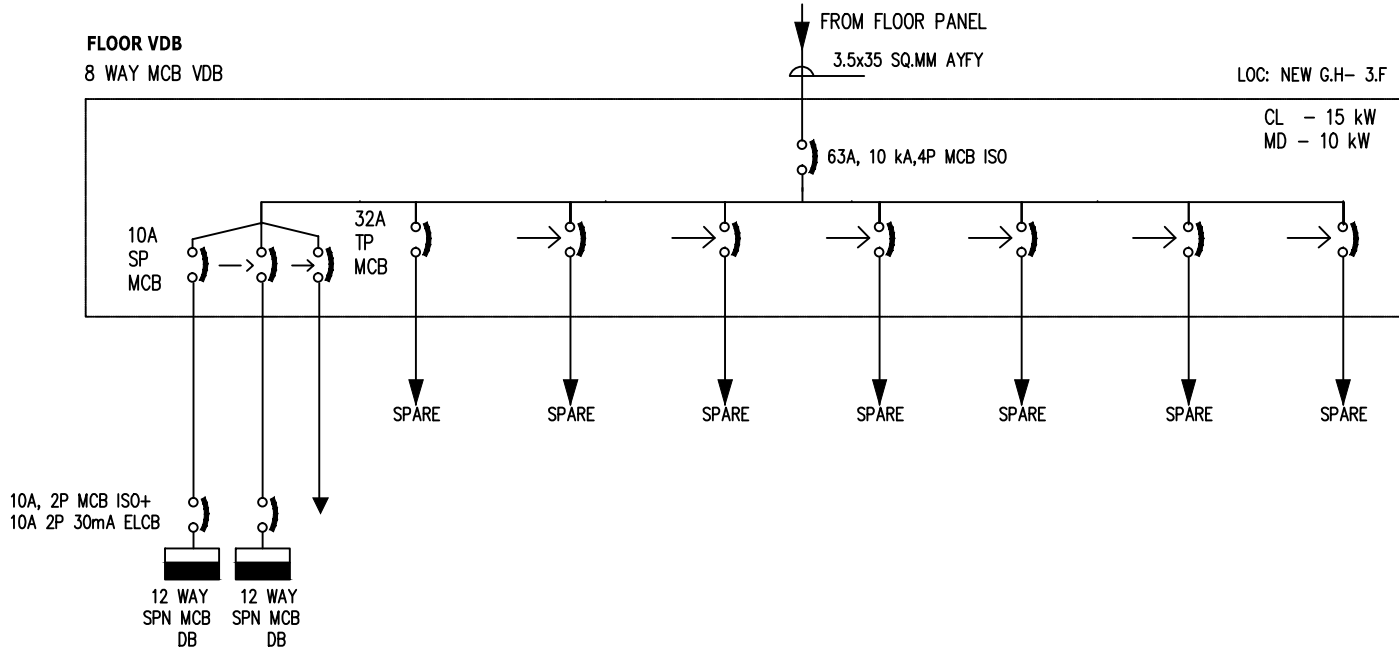 FROM FLOOR PANEL
FLOOR VDB
8 WAY MCB VDB
3.5x35 SQ.MM AYFY
LOC: NEW G.H- 3.F
CL - 15 kW
MD - 10 kW
63A, 10 kA,4P MCB ISO
10A
SP
MCB
32A
TP
MCB
SPARE
SPARE
SPARE
SPARE
SPARE
SPARE
SPARE
10A, 2P MCB ISO+
10A 2P 30mA ELCB
12 WAY
SPN MCB
DB
12 WAY
SPN MCB
DB